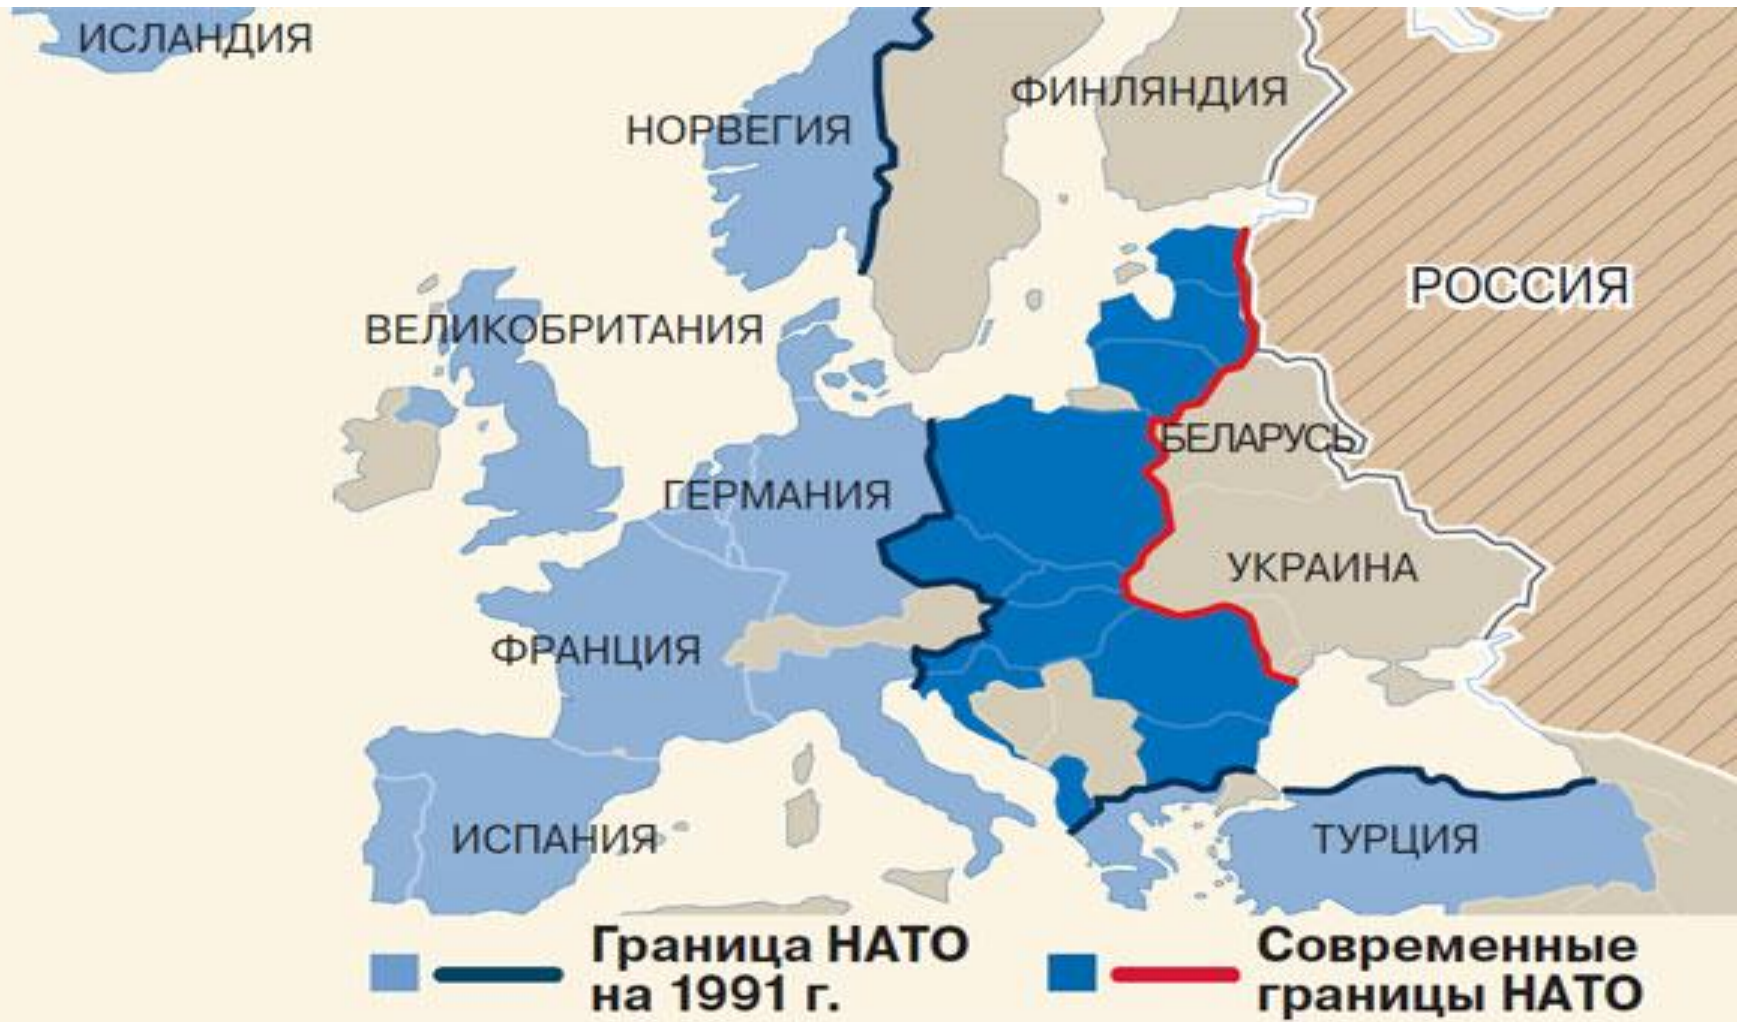 ИСЛАНДИЯ
ФИНЛЯНДИЯ
НОРВЕГИЯ
РОССИЯ
ВЕЛИКОБРИТАНИЯ
БЕЛАРУСЬ
ГЕРМАНИЯ
УКРАИНА
ФРАНЦИЯ
ИСПАНИЯ
ТУРЦИЯ
Граница НАТО
на 1991 г.
Современные
границы НАТО